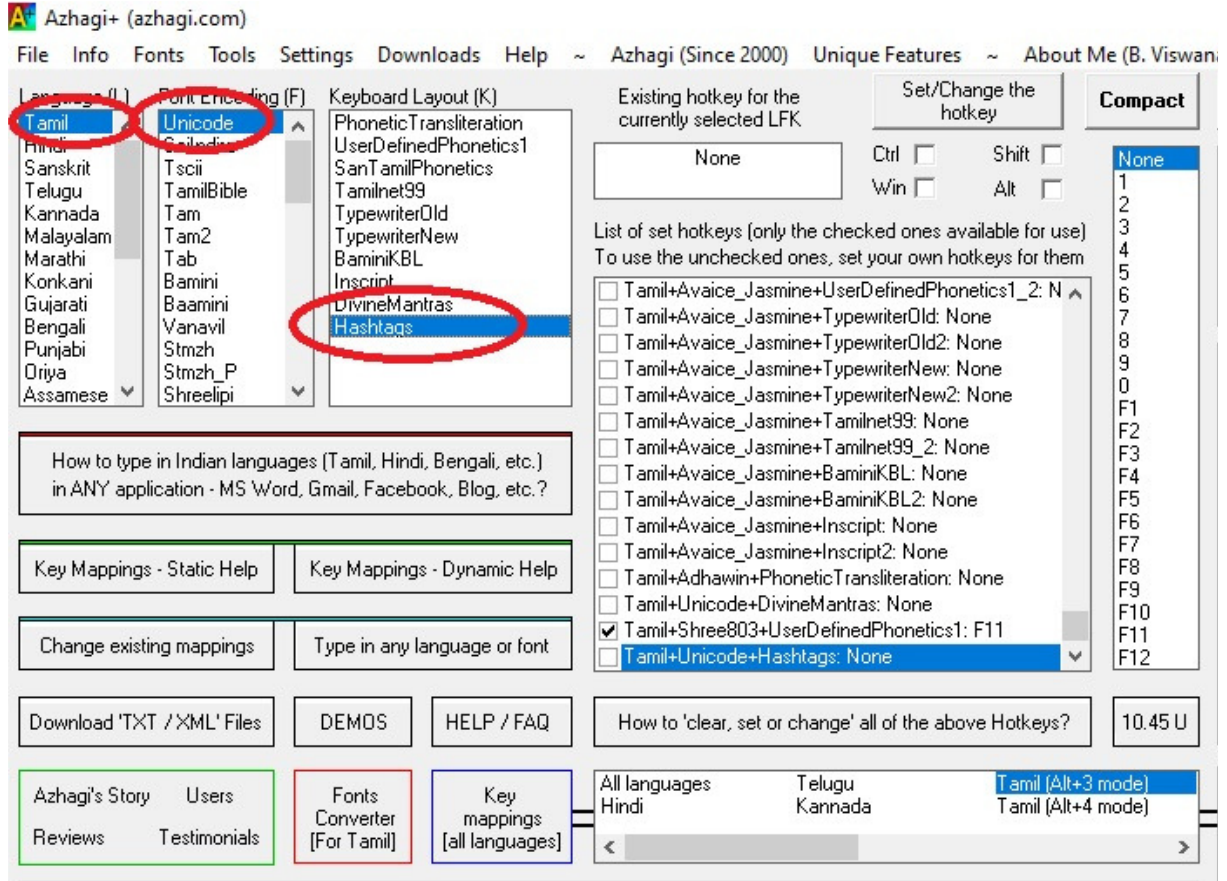 Azhagi+ (azhagi.com)
File Info Fonts Tools Settings Downloads Help ~ Azhagi (Since 2000) Unique Features ~ About Me (B.
Language (L)
Tamil
Hindi
Sanskrit
Telugu
Kannada
Malayalam
Marathi
Konkani
Gujarati
Bengali
Punjabi
Oriya
Assamese
Font Encoding (F)
Unicode
SaiIndira
Tscii
TamilBible
Tam
Tam2
Tab
Bamini
Baamini
Vanavil
Stmzh
Stmzh_P
Shreelipi
Keyboard Layout (K)
PhoneticTransliteration
UserDefinedPhonetics1
SanTamilPhonetics
Tamilnet99
TypewriterOld
TypewriterNew
BaminiKBL
Inscript
DivineMantras
Hashtags
Existing hotkey for the
currently selected LFK
None
Set/Change the
hotkey
Ctrl Shift
Win Alt
Compact
List of set hotkeys (only the checked ones available for use)
To use the unchecked ones, set your own hotkeys for them
Tamil+Avaice_Jasmine+UserDefinedPhonetics1_2: N
Tamil+Avaice_Jasmine+TypewriterOld: None
Tamil+Avaice_Jasmine+TypewriterOld2: None
Tamil+Avaice_Jasmine+TypewriterNew: None
Tamil+Avaice_Jasmine+TypewriterNew2: None
Tamil+Avaice_Jasmine+Tamilnet99: None
Tamil+Avaice_Jasmine+Tamilnet99_2: None
Tamil+Avaice_Jasmine+BaminiKBL: None
Tamil+Avaice_Jasmine+BaminiKBL2: None
Tamil+Avaice_Jasmine+Inscript: None
Tamil+Avaice_Jasmine+Inscript2: None
Tamil+Adhawin+PhoneticTransliteration: None
Tamil+Unicode+DivineMantras: None
Tamil+Shree803+UserDefinedPhonetics1: F11
Tamil+Unicode+Hashtags: None
None
1
2
3
4
5
6
7
8
9
0
F1
F2
F3
F4
F5
F6
F7
F8
F9
F10
F11
F12
How to type in Indian languages (Tamil, Hindi, Bengali, etc.)
in ANY application - MS Word, Gmail, Facebook, Blog, etc.?
Key Mappings - Static Help
Key Mappings - Dynamic Help
Change existing mappings
Type in any language or font
Download 'TXT / XML' Files
DEMOS
HELP / FAQ
How to 'clear, set or change' all of the above Hotkeys?
10.45 U
Azhagi's Story Users
Reviews Testimonials
Fonts
Converter
[For Tamil]
Key
mappings
[all languages]
All languages Telugu Tamil (Alt+3 mode)
Hindi Kannada Tamil (Alt+4 mode)